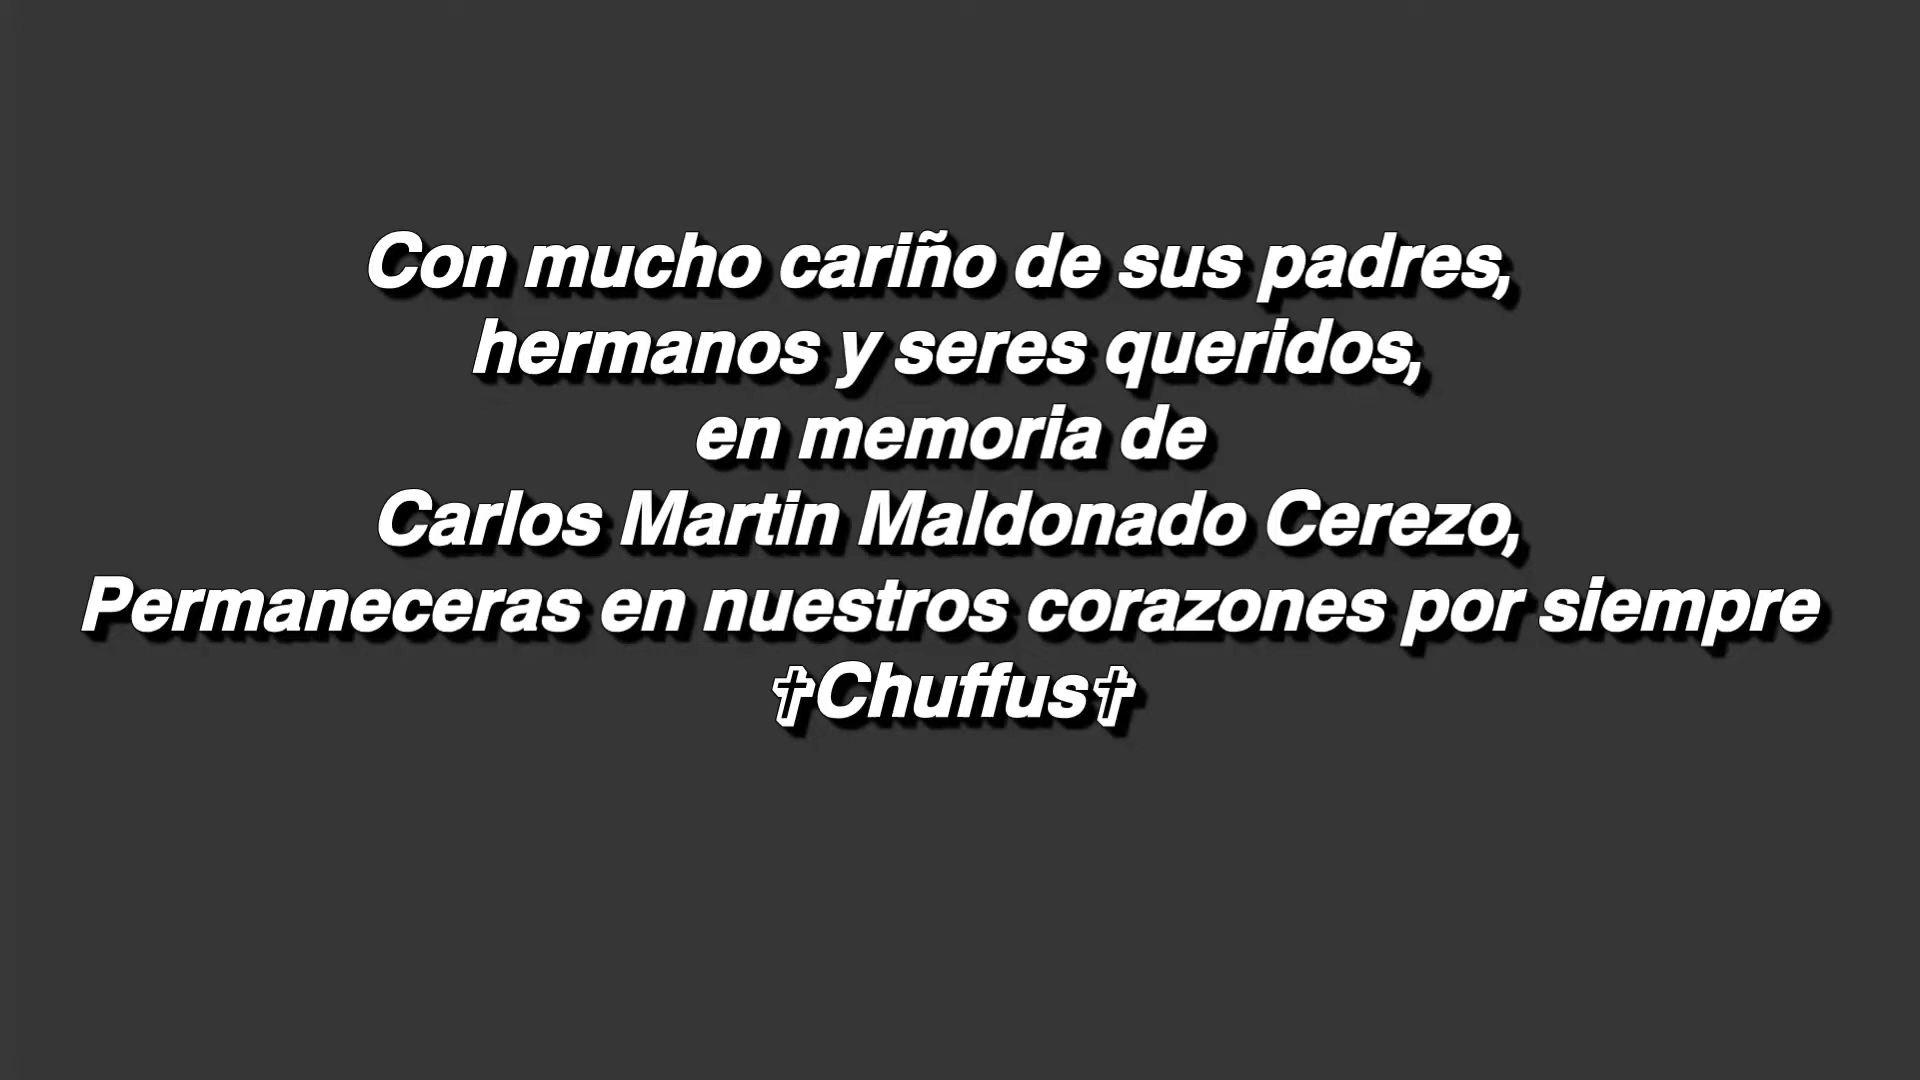 Con mucho cariño de sus padres,
hermanos y seres queridos,
en memoria de
Carlos Martin Maldonado Cerezo,
Permaneceras en nuestros corazones por siempre
✞Chuffus✞